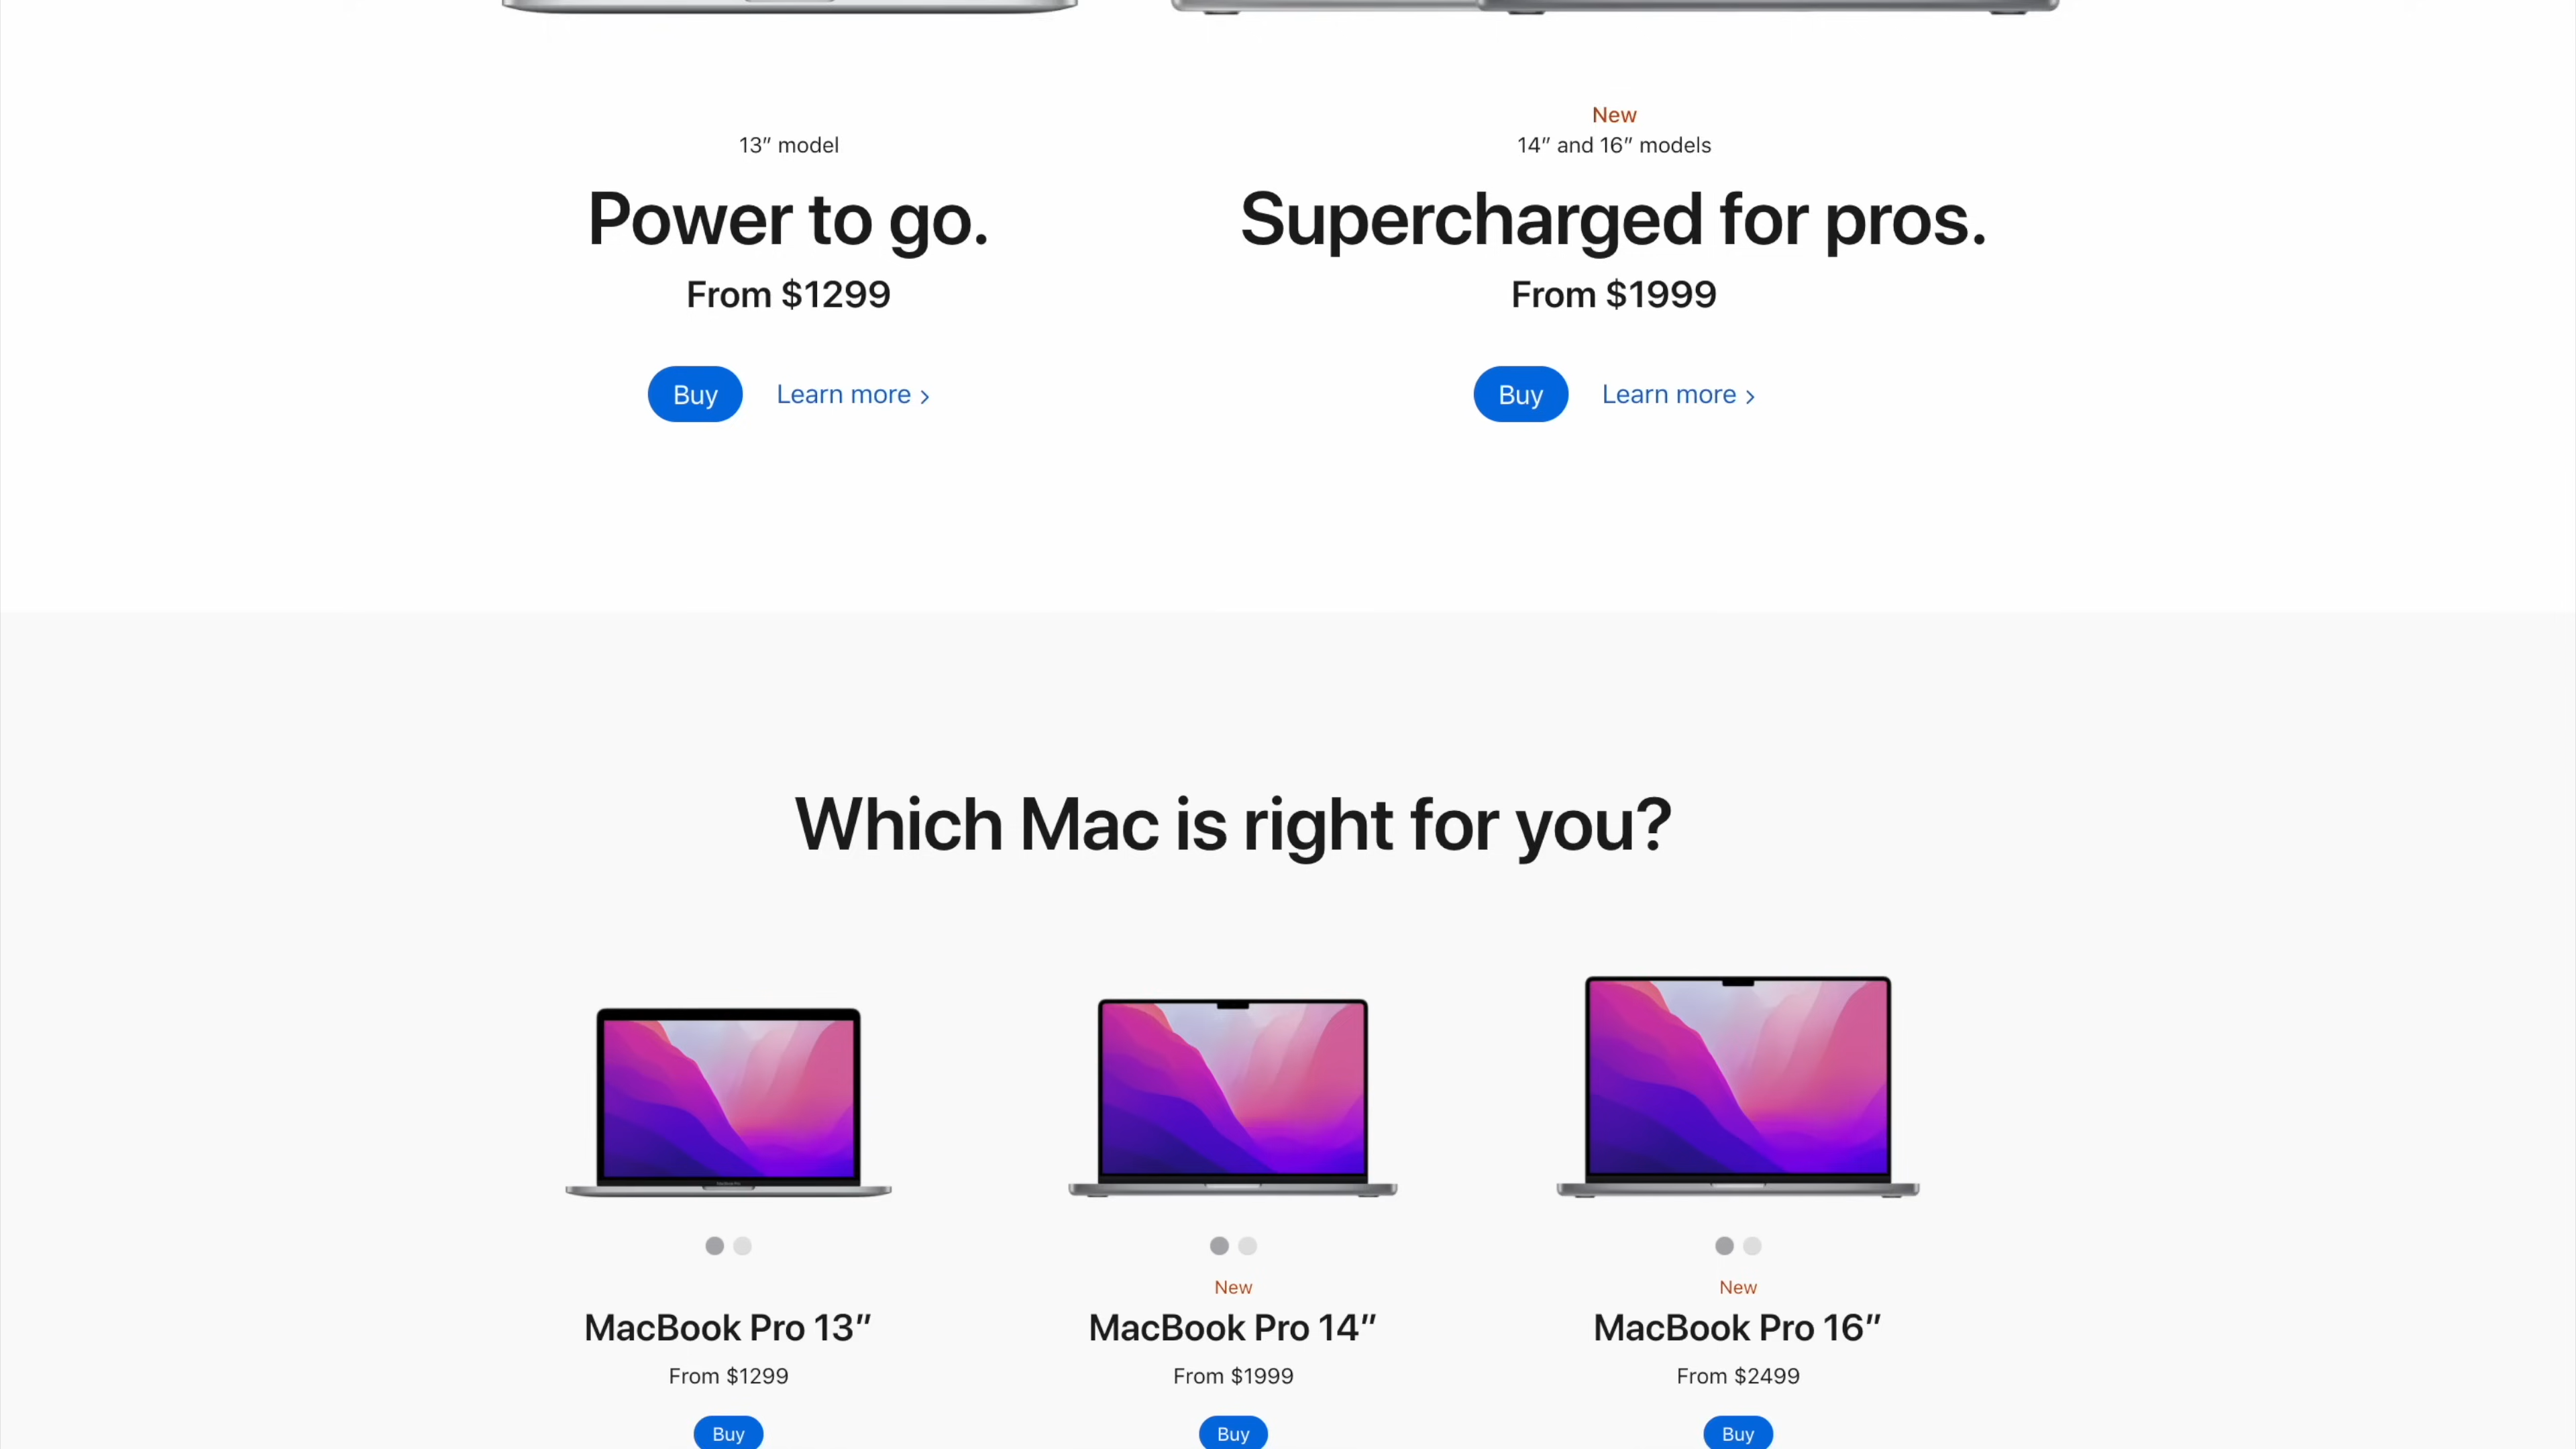 13″ model
Power to go.
From $1299
Buy Learn more >
New
14″ and 16″ models
Supercharged for pros.
From $1999
Buy Learn more >
Which Mac is right for you?
MacBook Pro 13″
From $1299
Buy
New
MacBook Pro 14″
From $1999
Buy
New
MacBook Pro 16″
From $2499
Buy